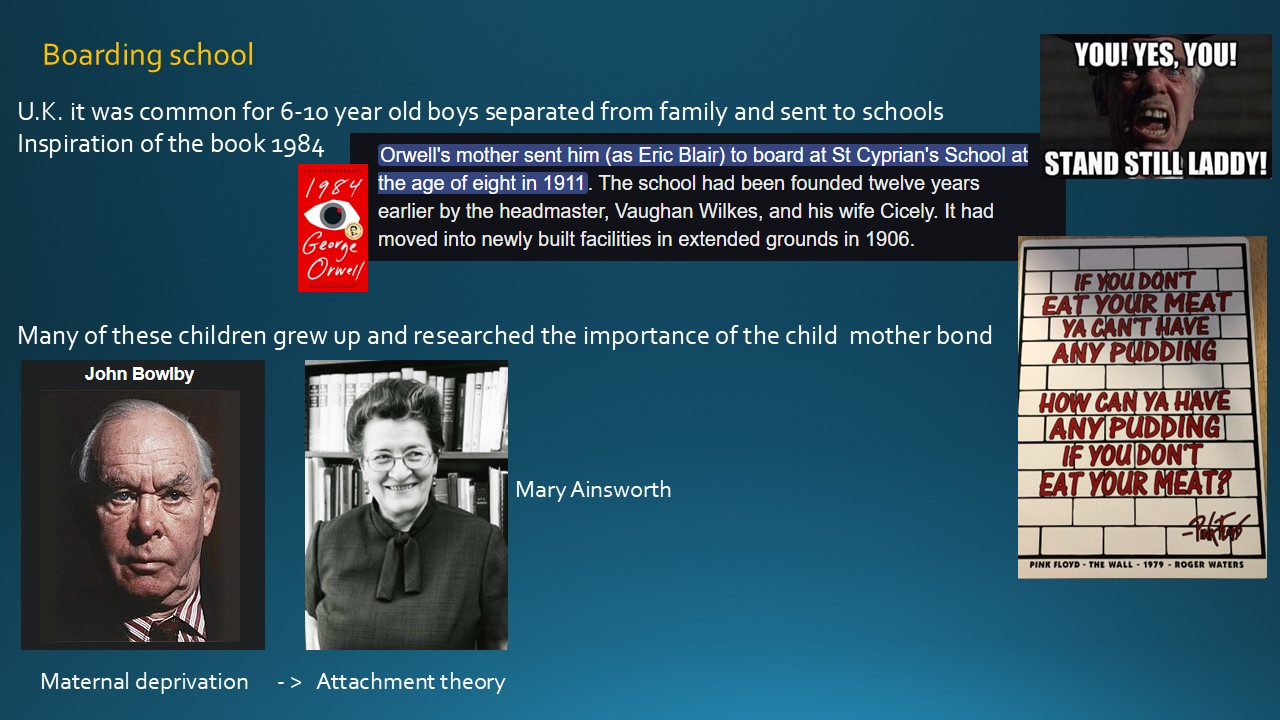 Boarding school
YOU! YES, YOU!
STAND STILL LADDY!
U.K. it was common for 6-10 year old boys separated from family and sent to schools
Inspiration of the book 1984
Orwell's mother sent him (as Eric Blair) to board at St Cyprian's School at
the age of eight in 1911. The school had been founded twelve years
earlier by the headmaster, Vaughan Wilkes, and his wife Cicely. It had
moved into newly built facilities in extended grounds in 1906.
1984
George
Orwell
IF YOU DON'T
EAT YOUR MEAT
YA CAN'T HAVE
ANY PUDDING
HOW CAN YA HAVE
ANY PUDDING
IF YOU DON'T
EAT YOUR MEAT?
-PINK FLOYD
PINK FLOYD - THE WALL - 1979 - ROGER WATERS
Many of these children grew up and researched the importance of the child  mother bond
John Bowlby
Mary Ainsworth
Maternal deprivation - > Attachment theory